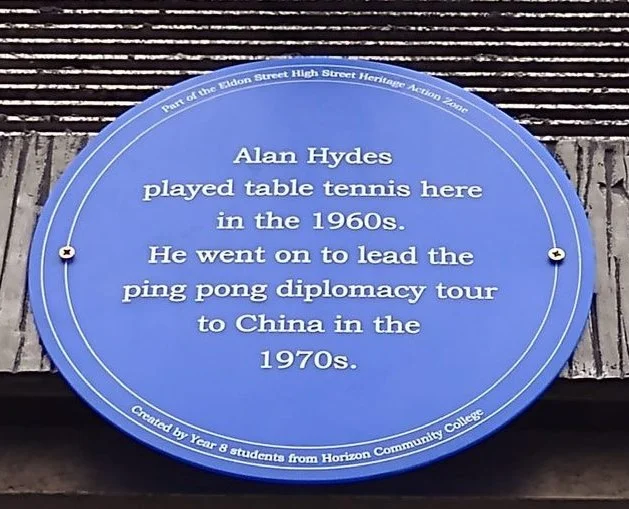 Part of the Eldon Street High Street Heritage Action Zone
Alan Hydes
played table tennis here
in the 1960s.
He went on to lead the
ping pong diplomacy tour
to China in the
1970s.
Created by Year 8 students from Horizon Community College